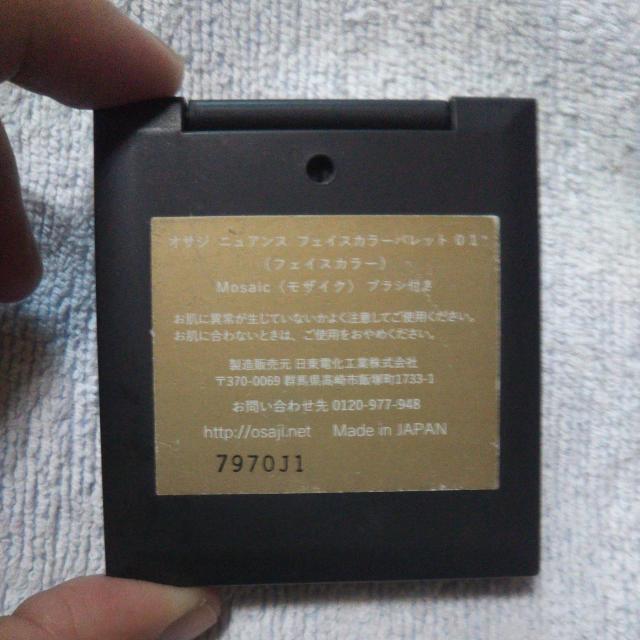 オサジ ニュアンス フェイスカラーパレット 01
（フェイスカラー）
Mosaic（モザイク） ブラシ付き
お肌に異常が生じていないかよく注意してご使用ください。
お肌に合わないときは、ご使用をおやめください。
製造販売元 日東電化工業株式会社
〒370-0069 群馬県高崎市飯塚町1733-1
お問い合わせ先 0120-977-948
http://osaji.net Made in JAPAN
7970J1